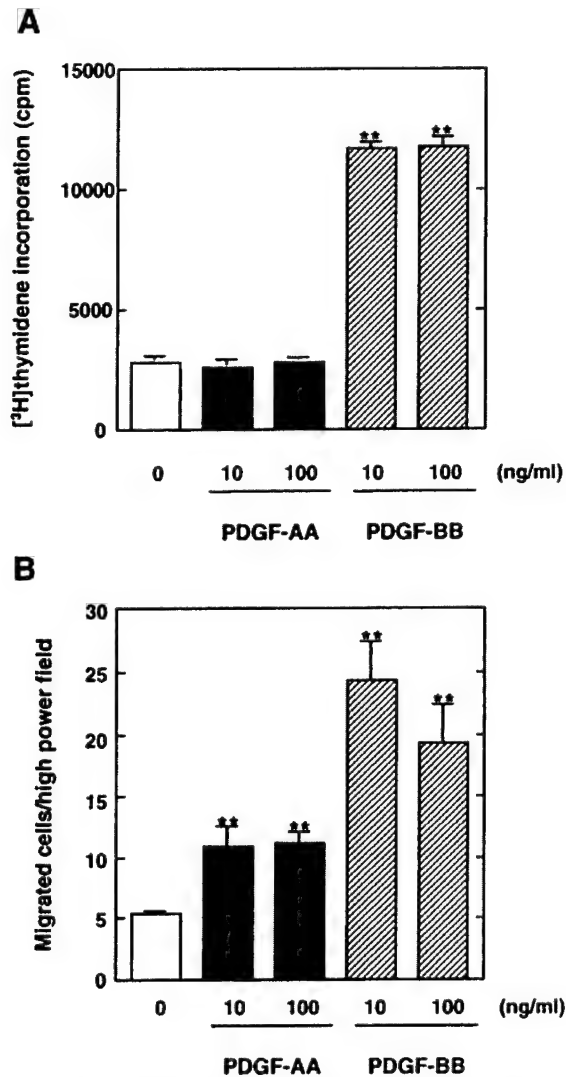 A
[³H]thymidene incorporation (cpm)
15000
10000
5000
0
** **
0 10 100 10 100 (ng/ml)
PDGF-AA PDGF-BB
B
Migrated cells/high power field
30
25
20
15
10
5
0
** ** ** **
0 10 100 10 100 (ng/ml)
PDGF-AA PDGF-BB